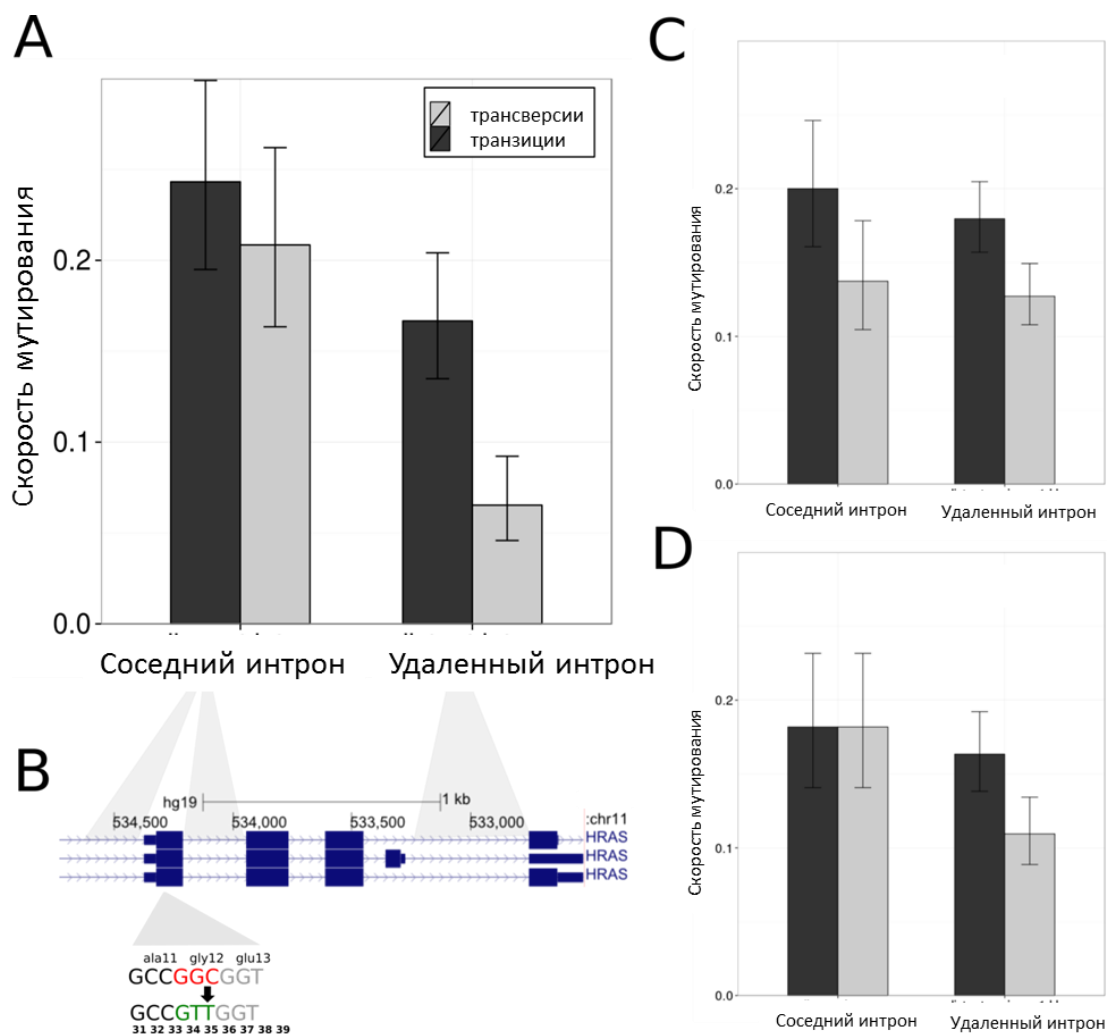 A
трансверсии
транзиции
Скорость мутирования
0.2
0.1
0.0
Соседний интрон
Удаленный интрон
B
hg19
1 kb
534,500
534,000
533,500
533,000
:chr11
HRAS
HRAS
HRAS
ala11 gly12 glu13
GCCGGCGGT
GCCGTTGGT
31 32 33 34 35 36 37 38 39
C
Скорость мутирования
0.2
0.1
0.0
Соседний интрон
Удаленный интрон
D
Скорость мутирования
0.2
0.1
0.0
Соседний интрон
Удаленный интрон